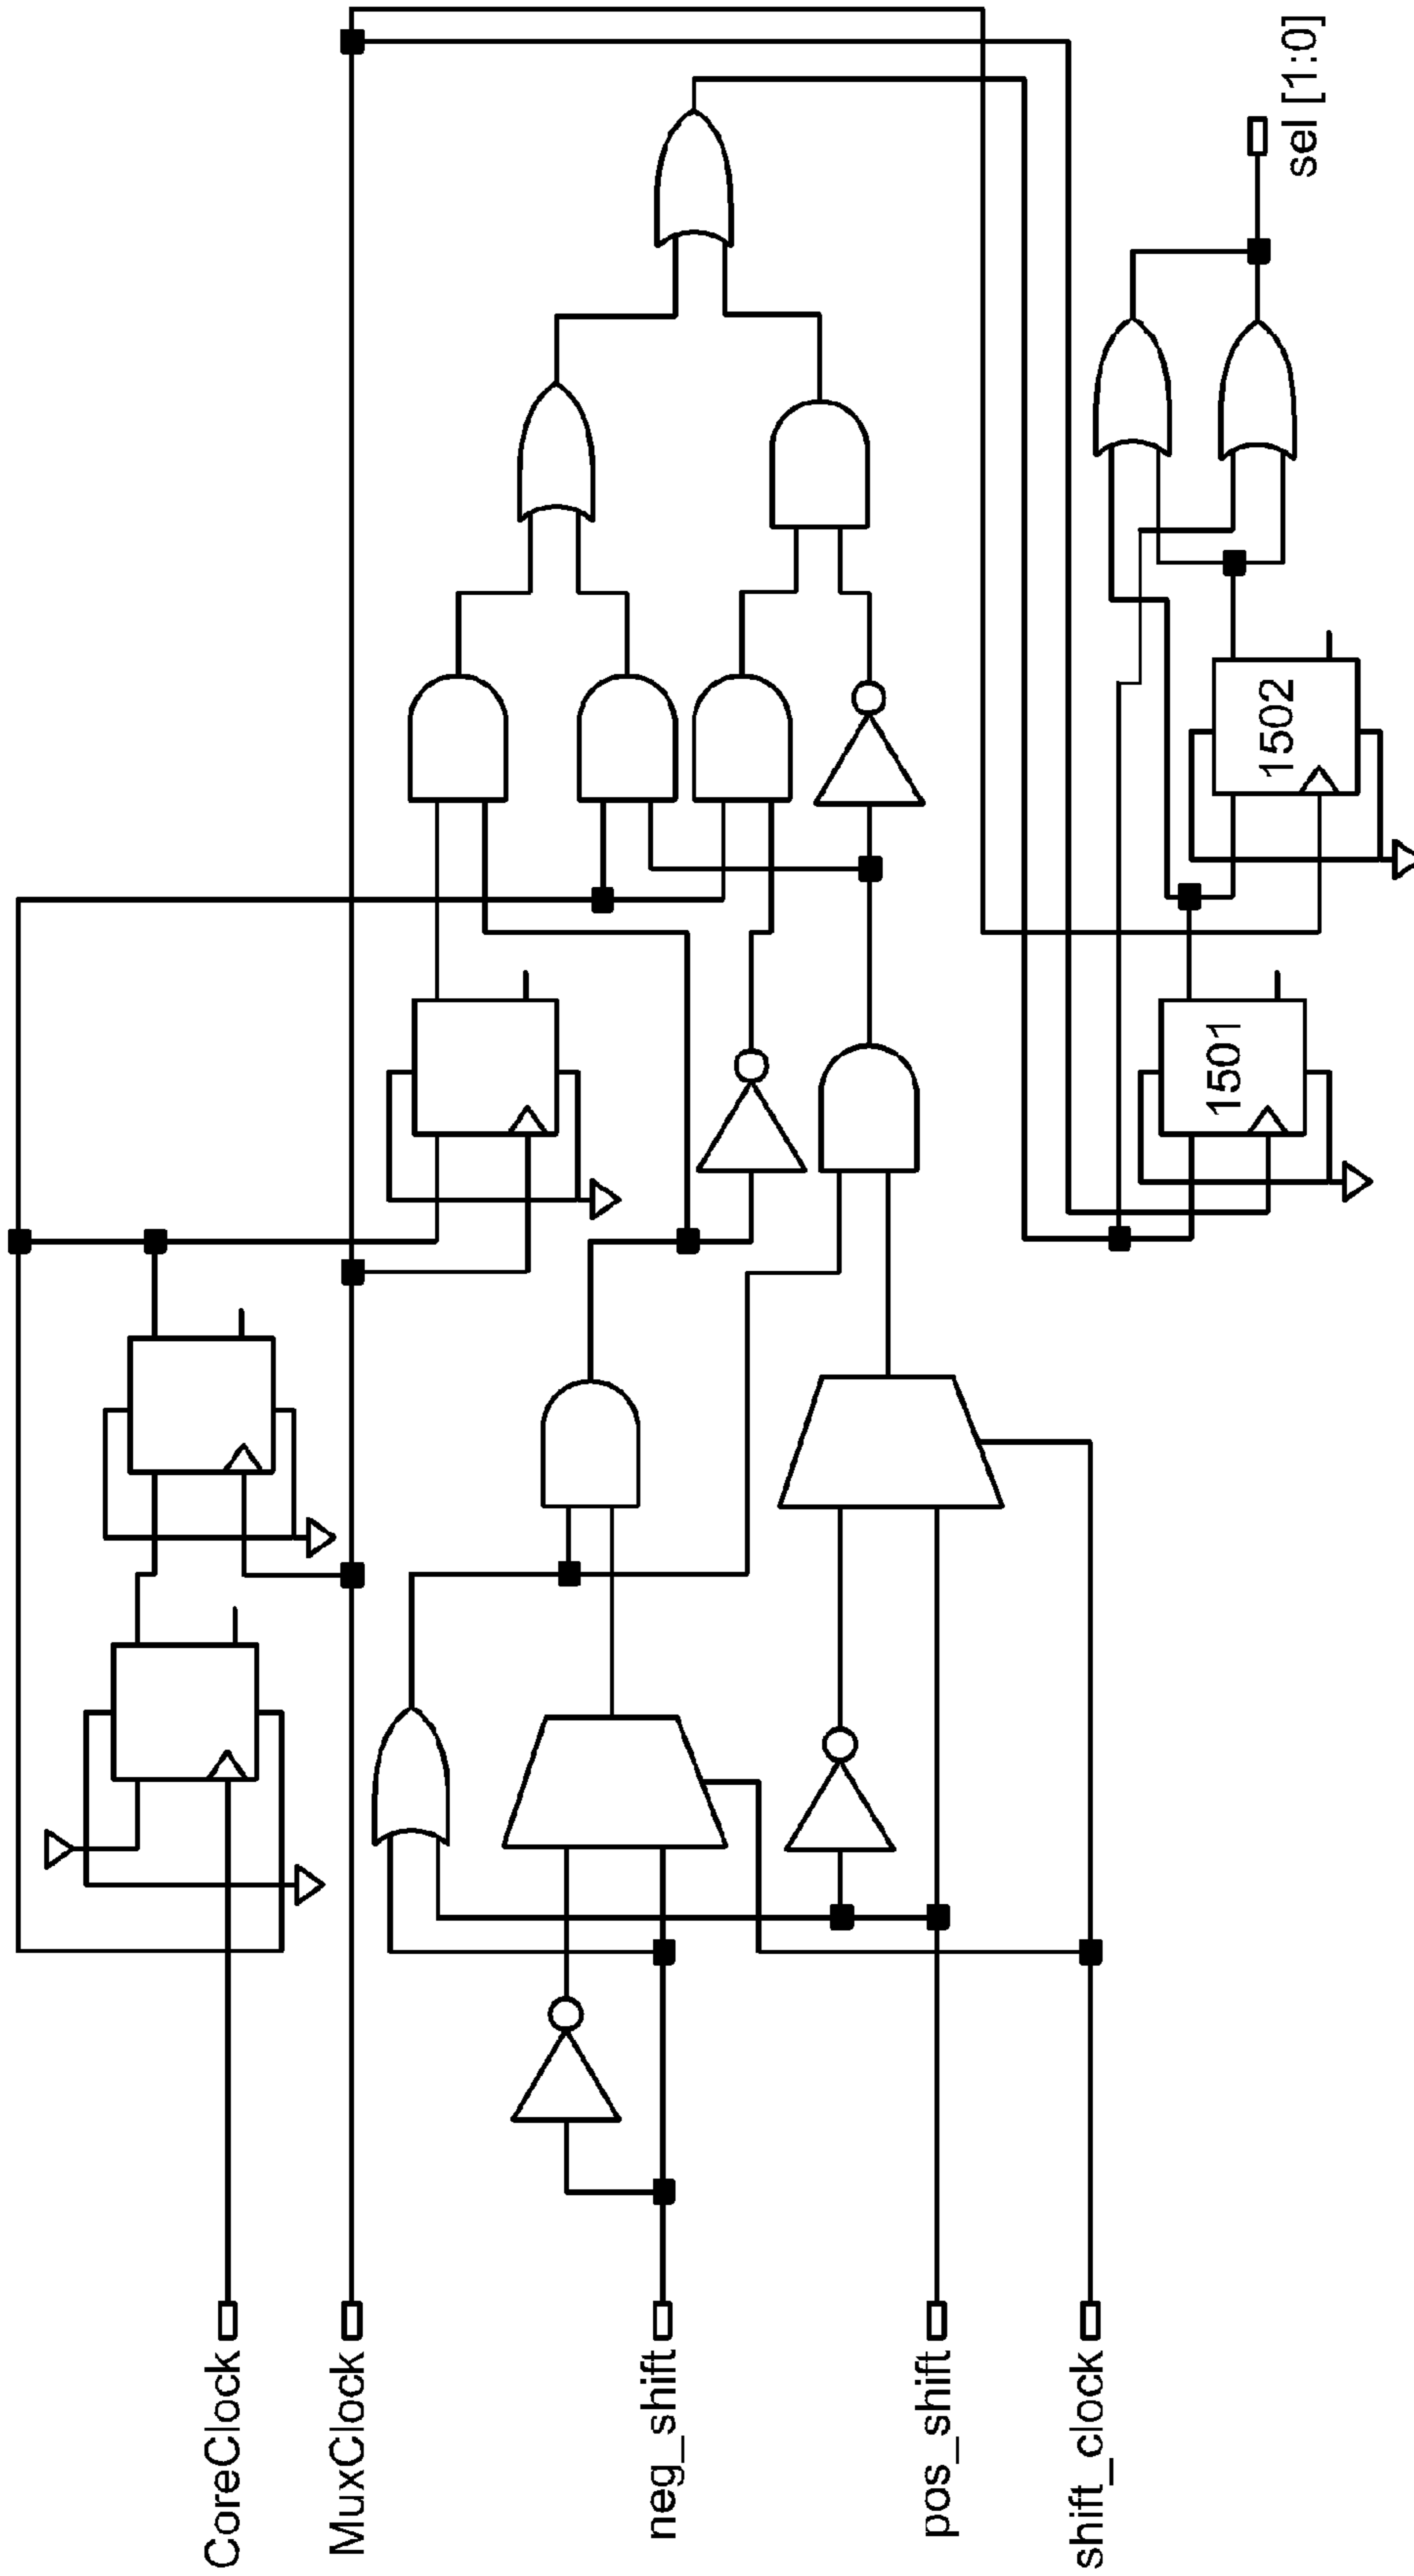 CoreClock
MuxClock
neg_shift
pos_shift
shift_clock
1501
1502
sel [1:0]